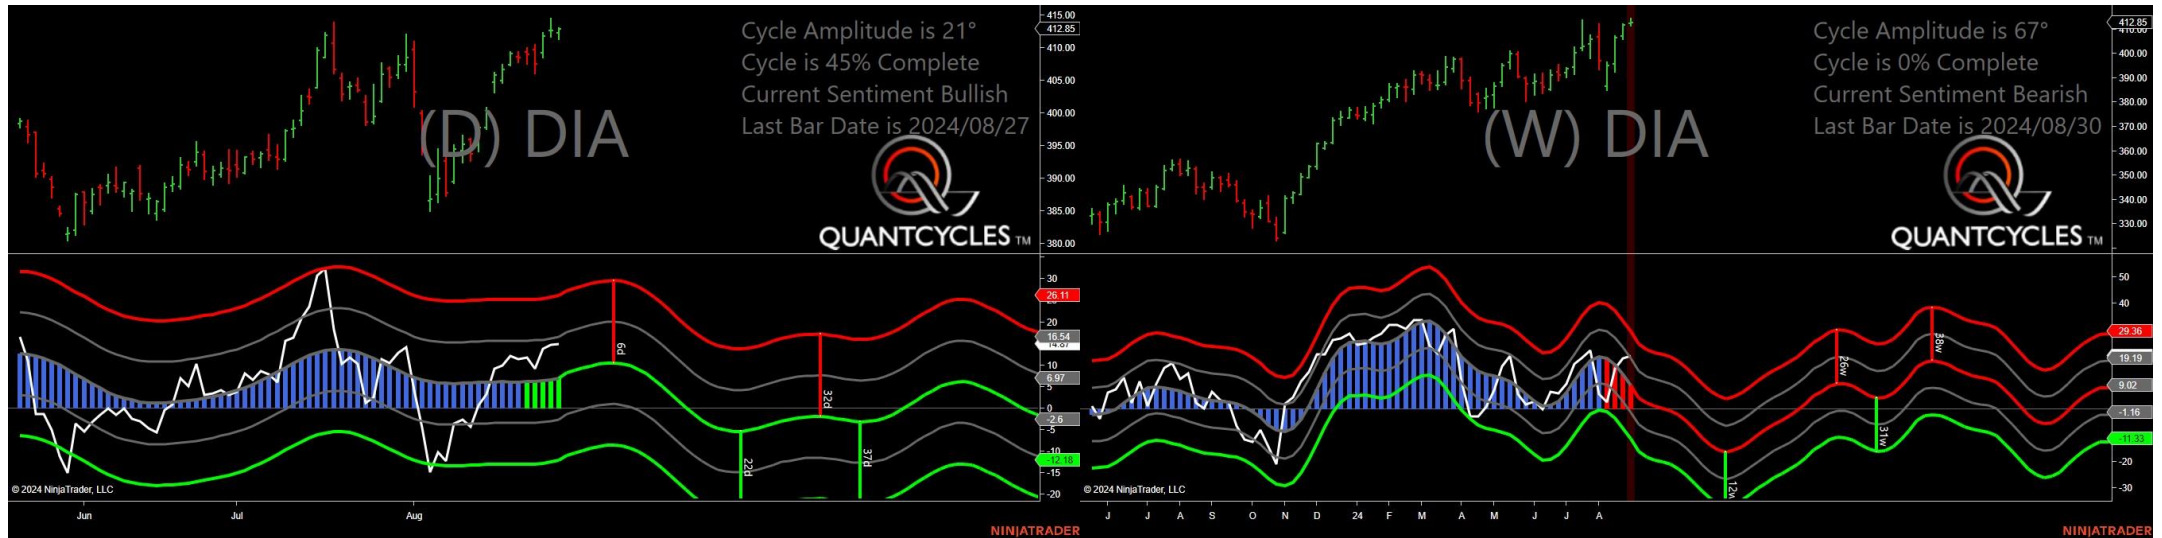 Cycle Amplitude is 21°
Cycle is 45% Complete
Current Sentiment Bullish
Last Bar Date is 2024/08/27
(D) DIA
QUANTCYCLES TM
415.00
412.85
410.00
405.00
400.00
395.00
390.00
385.00
380.00
30
26.11
20
16.54
14.87
10
6.97
5
0
-2.6
-5
-10
-12.18
-15
-20
6d
22d
32d
37d
© 2024 NinjaTrader, LLC
Jun Jul Aug
NINJATRADER
Cycle Amplitude is 67°
Cycle is 0% Complete
Current Sentiment Bearish
Last Bar Date is 2024/08/30
(W) DIA
QUANTCYCLES TM
412.85
410.00
400.00
390.00
380.00
370.00
360.00
350.00
340.00
330.00
50
40
29.36
19.19
9.02
-1.16
-11.33
-20
-30
12w
26w
31w
38w
© 2024 NinjaTrader, LLC
J J A S O N D 24 F M A M J J A
NINJATRADER